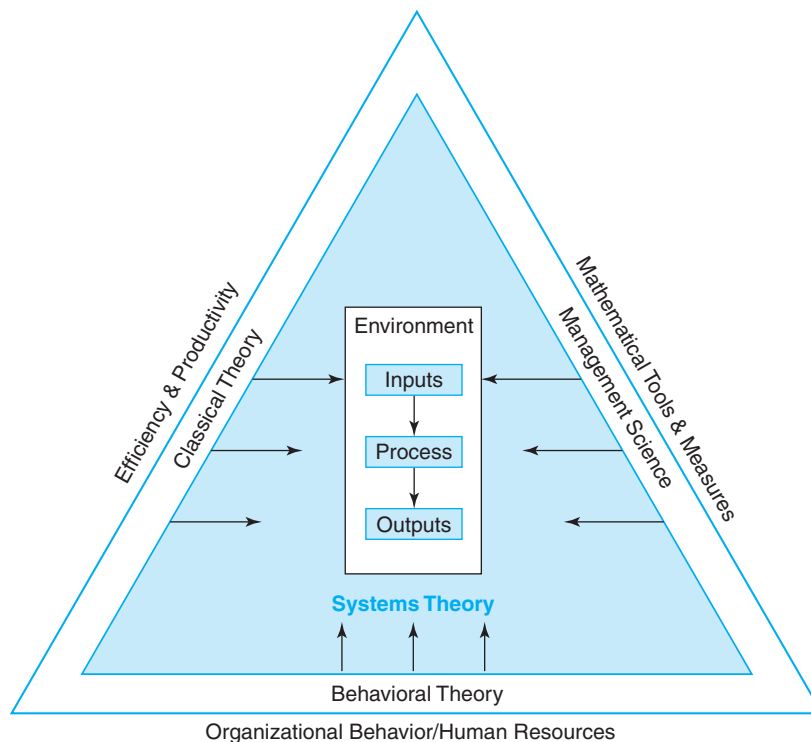 Efficiency & Productivity
Classical Theory
Mathematical Tools & Measures
Management Science
Environment
Inputs
Process
Outputs
Systems Theory
Behavioral Theory
Organizational Behavior/Human Resources